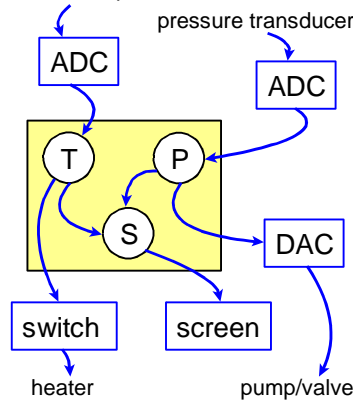 pressure transducer
ADC
ADC
T
P
S
DAC
switch
screen
heater
pump/valve